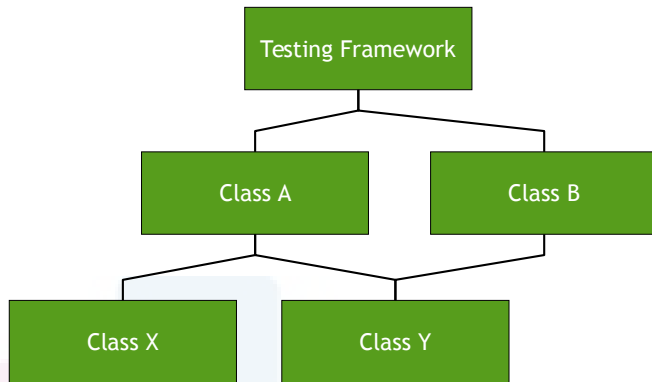 Testing Framework
Class A
Class B
Class X
Class Y